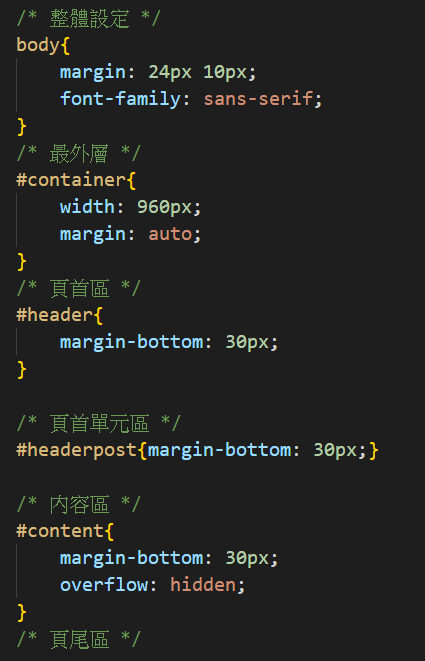 /* 整體設定 */
body{
    margin: 24px 10px;
    font-family: sans-serif;
}
/* 最外層 */
#container{
    width: 960px;
    margin: auto;
}
/* 頁首區 */
#header{
    margin-bottom: 30px;
}
/* 頁首單元區 */
#headerpost{margin-bottom: 30px;}
/* 內容區 */
#content{
    margin-bottom: 30px;
    overflow: hidden;
}
/* 頁尾區 */